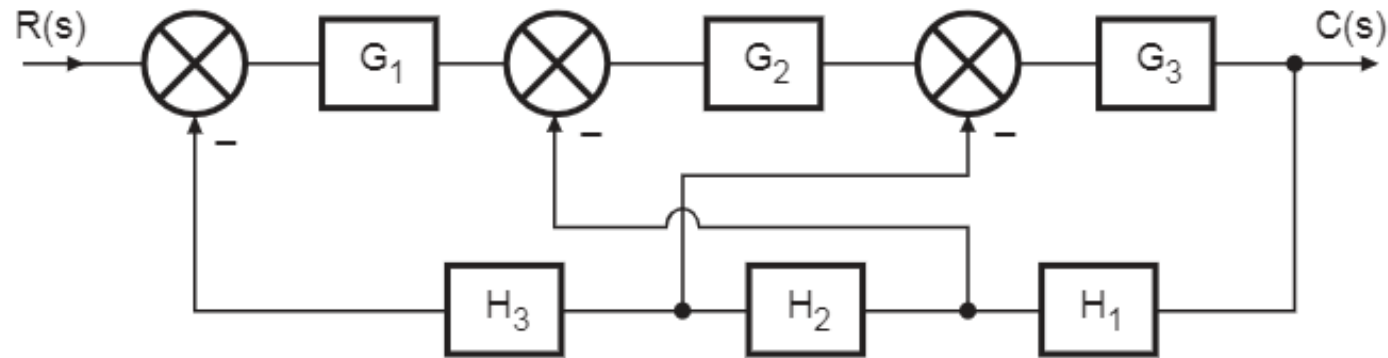 R(s) G₁ G₂ G₃ C(s)
− − −
H₃ H₂ H₁